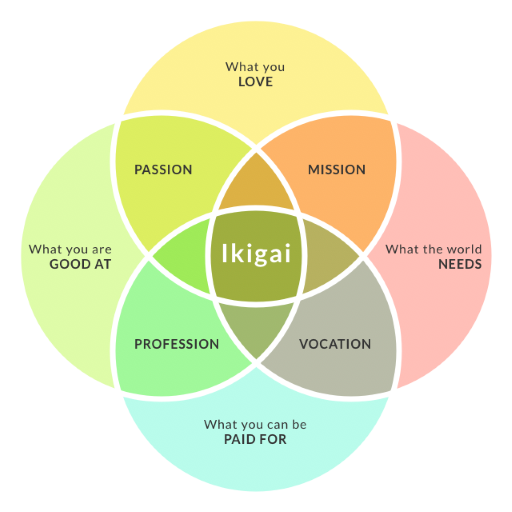 What you
LOVE
PASSION
MISSION
What you are
GOOD AT
Ikigai
What the world
NEEDS
PROFESSION
VOCATION
What you can be
PAID FOR